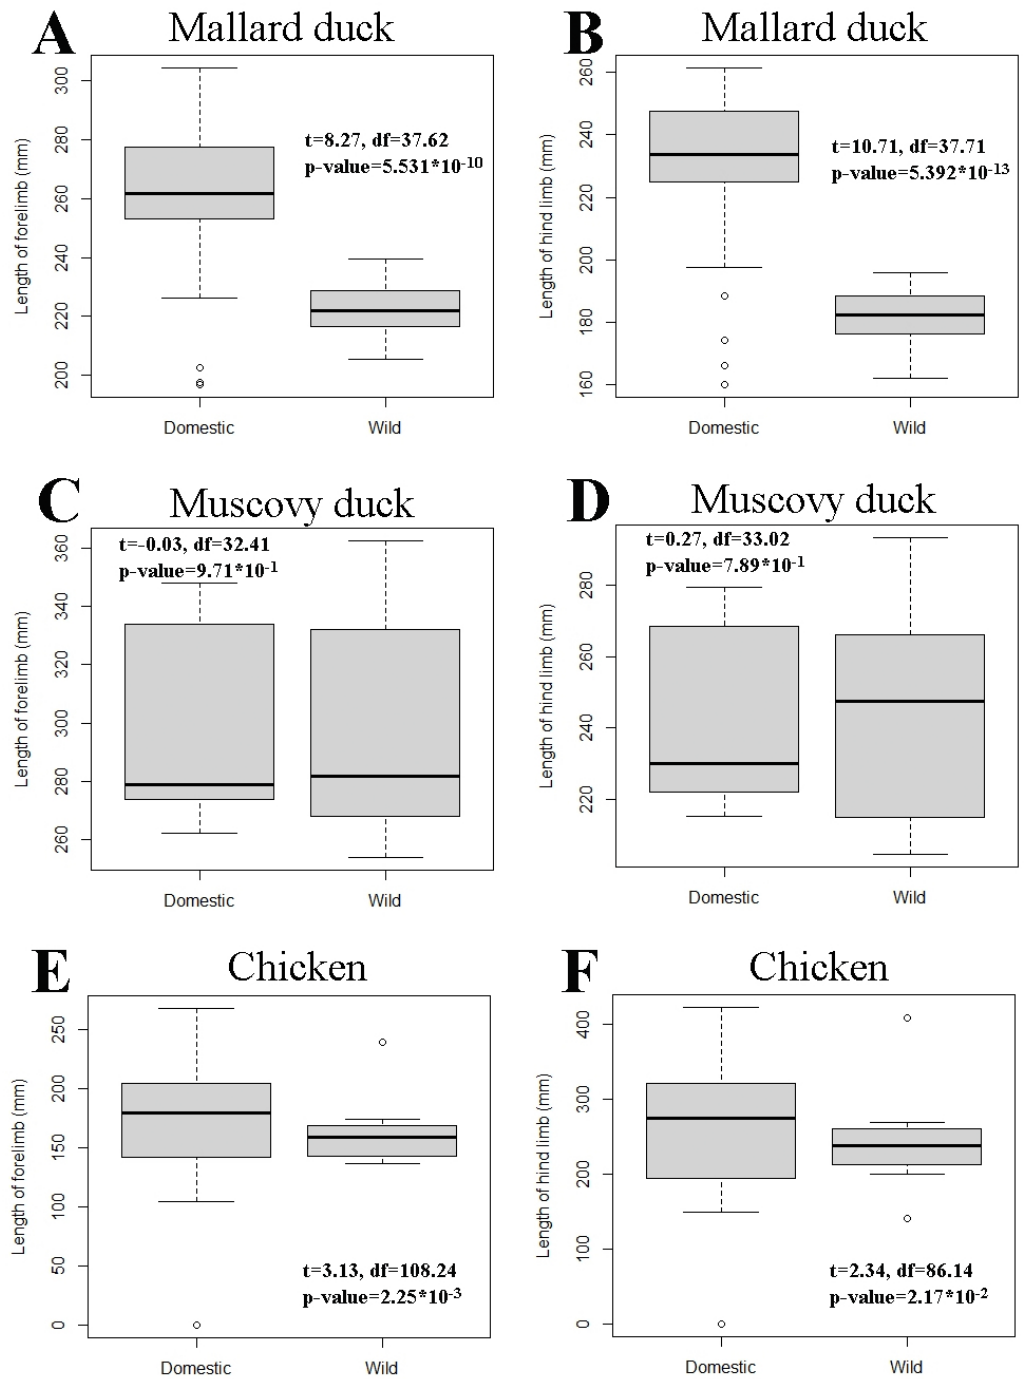 A
Mallard duck
Length of forelimb (mm)
300
280
260
240
220
200
t=8.27, df=37.62
p-value=5.531*10-10
Domestic
Wild
B
Mallard duck
Length of hind limb (mm)
260
240
220
200
180
160
t=10.71, df=37.71
p-value=5.392*10-13
Domestic
Wild
C
Muscovy duck
Length of forelimb (mm)
360
340
320
300
280
260
t=-0.03, df=32.41
p-value=9.71*10-1
Domestic
Wild
D
Muscovy duck
Length of hind limb (mm)
280
260
240
220
t=0.27, df=33.02
p-value=7.89*10-1
Domestic
Wild
E
Chicken
Length of forelimb (mm)
250
200
150
100
50
0
t=3.13, df=108.24
p-value=2.25*10-3
Domestic
Wild
F
Chicken
Length of hind limb (mm)
400
300
200
100
0
t=2.34, df=86.14
p-value=2.17*10-2
Domestic
Wild